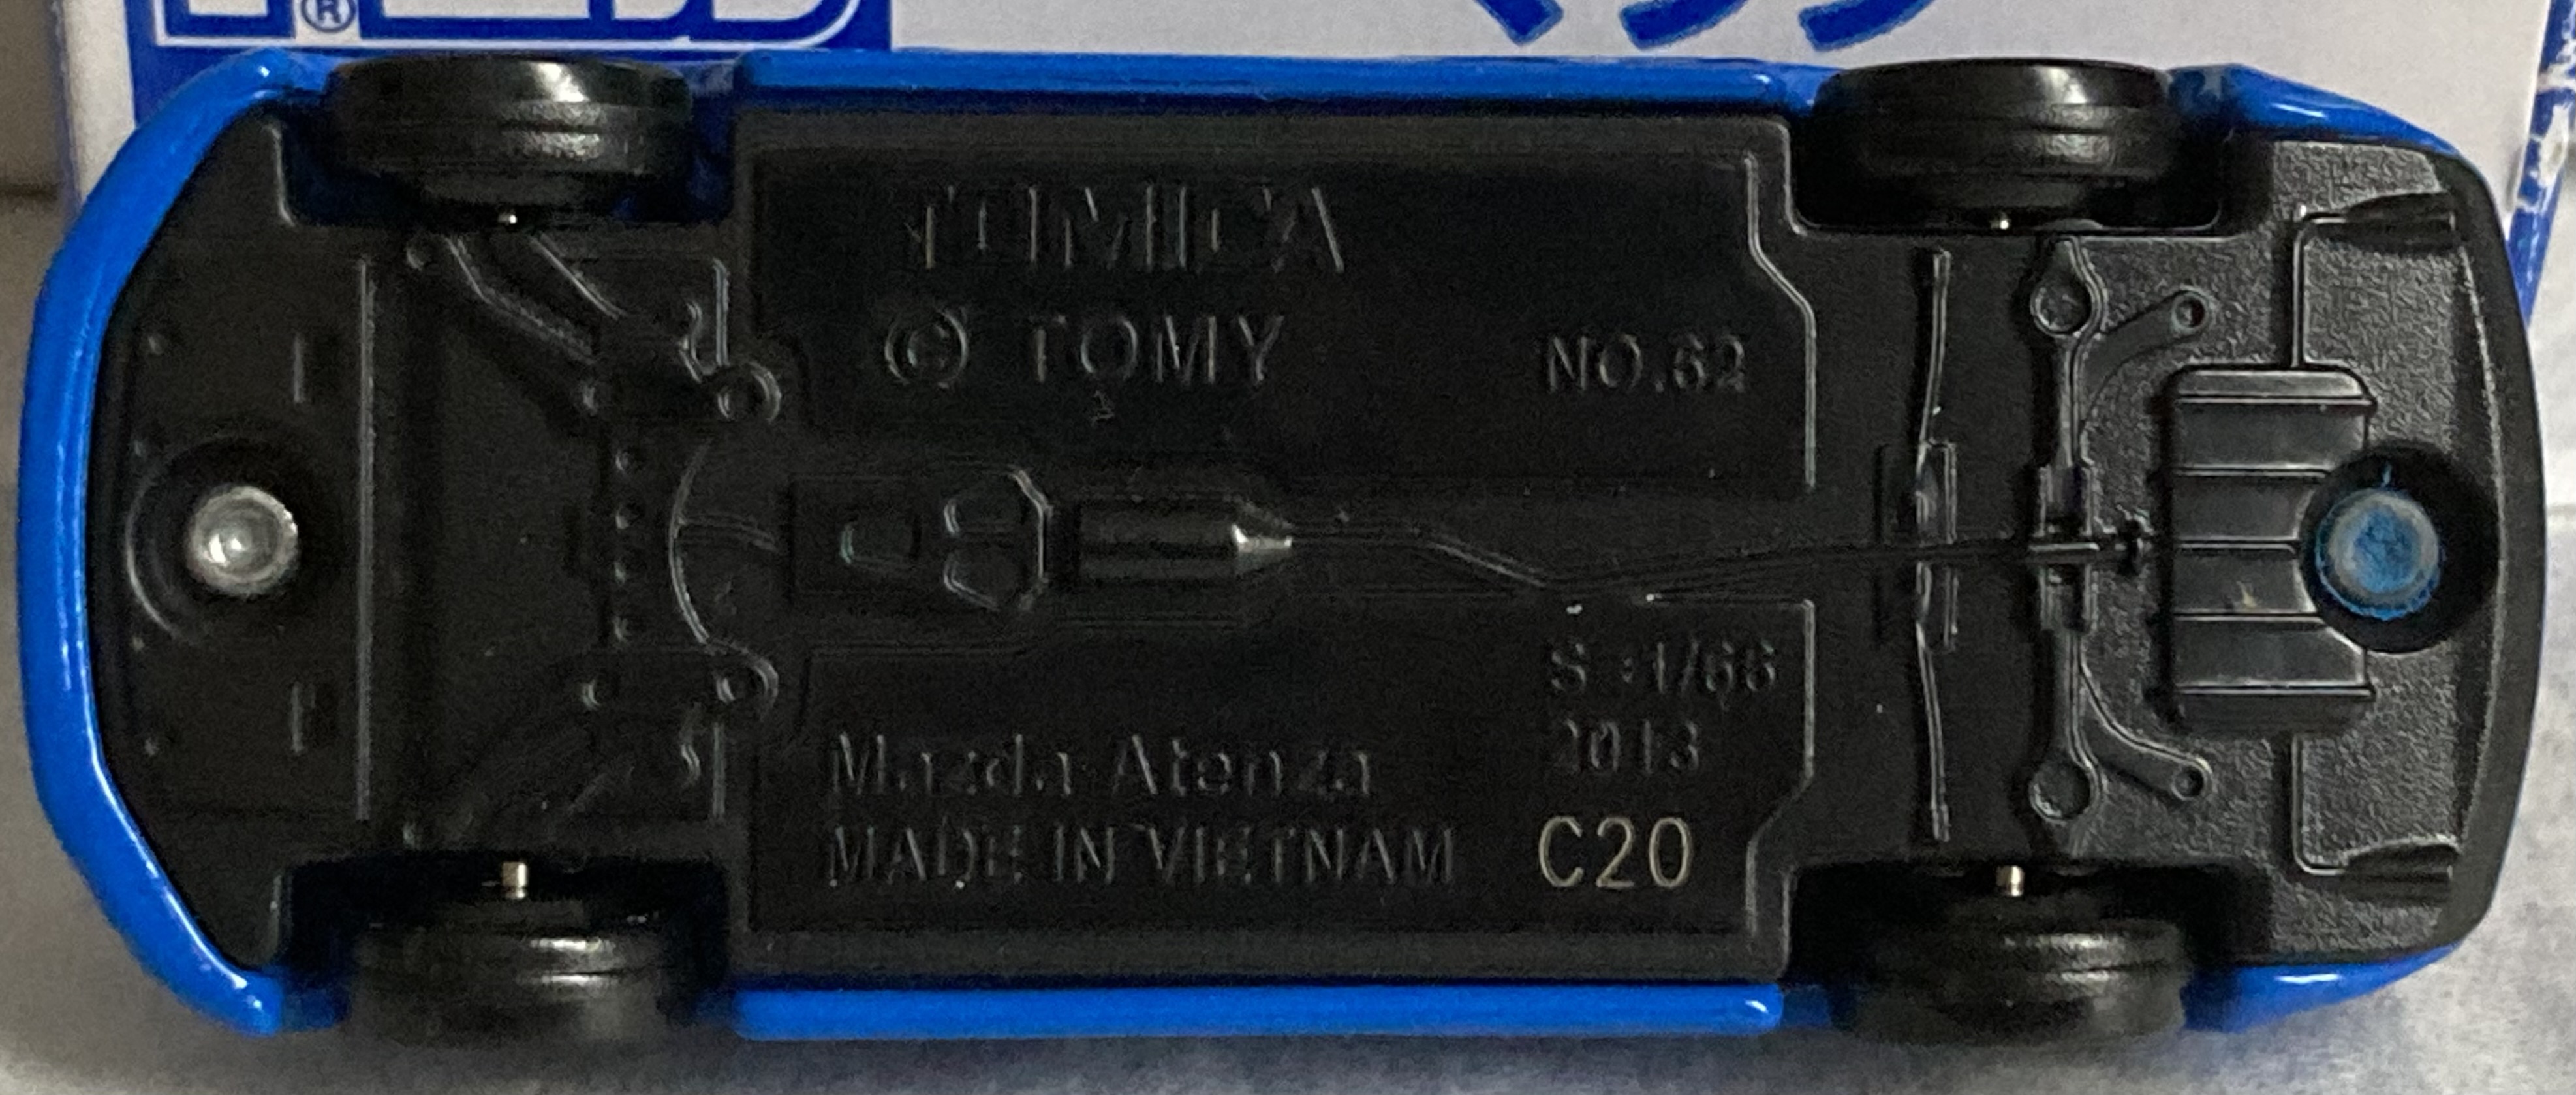 ®
TOMICA
© TOMY
NO.62
S=1/66
2013
Mazda Atenza
MADE IN VIETNAM
C20